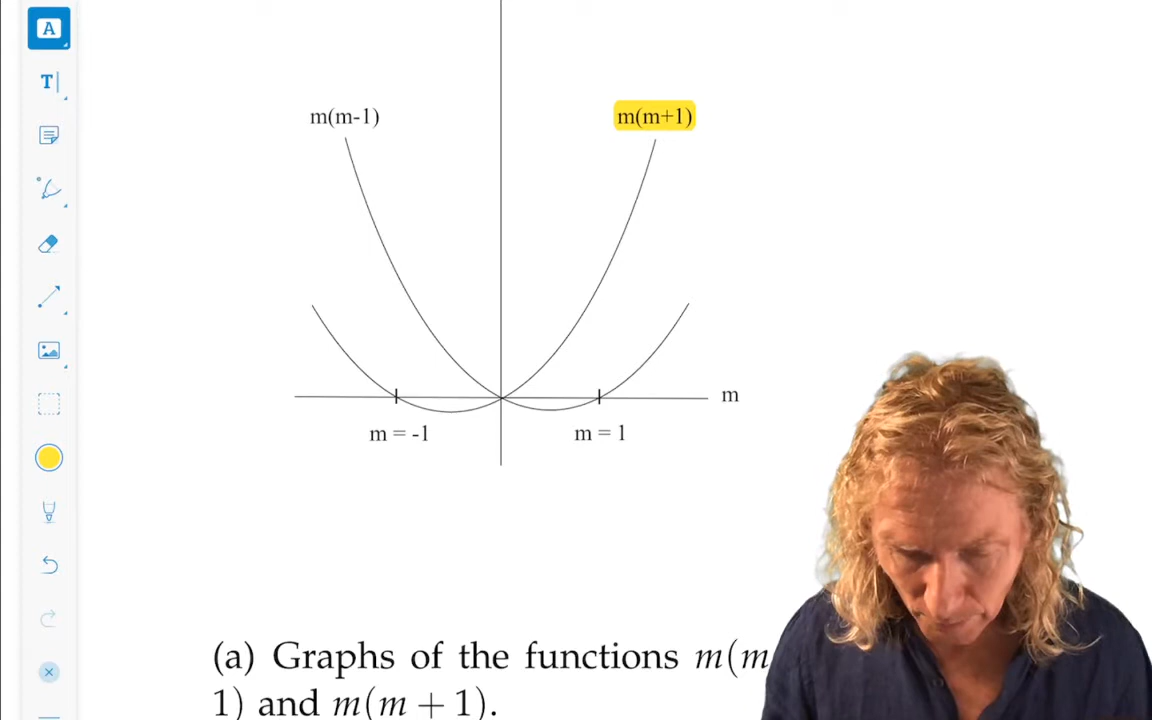 A
T
m(m-1)
m(m+1)
m
m = -1
m = 1
(a) Graphs of the functions m(m
1) and m(m + 1).